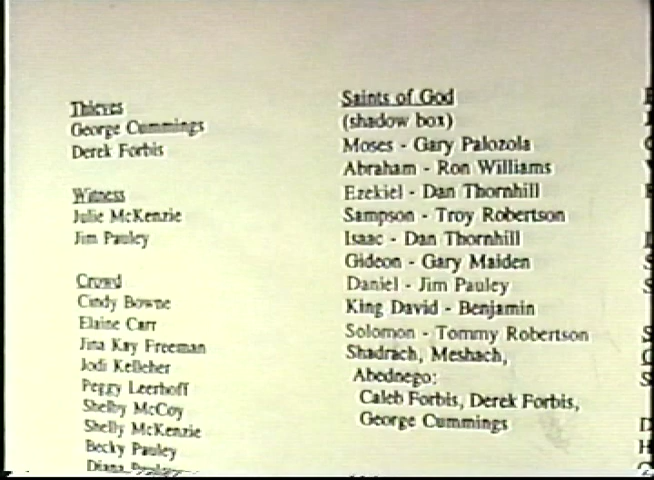 Thieves
George Cummings
Derek Forbis
Witness
Julie McKenzie
Jim Pauley
Crowd
Cindy Bowne
Elaine Carr
Jina Kay Freeman
Jodi Kelleher
Peggy Leerhoff
Shelby McCoy
Shelly McKenzie
Becky Pauley
Diana
Saints of God
(shadow box)
Moses - Gary Palozola
Abraham - Ron Williams
Ezekiel - Dan Thornhill
Sampson - Troy Robertson
Isaac - Dan Thornhill
Gideon - Gary Maiden
Daniel - Jim Pauley
King David - Benjamin
Solomon - Tommy Robertson
Shadrach, Meshach,
Abednego:
Caleb Forbis, Derek Forbis,
George Cummings